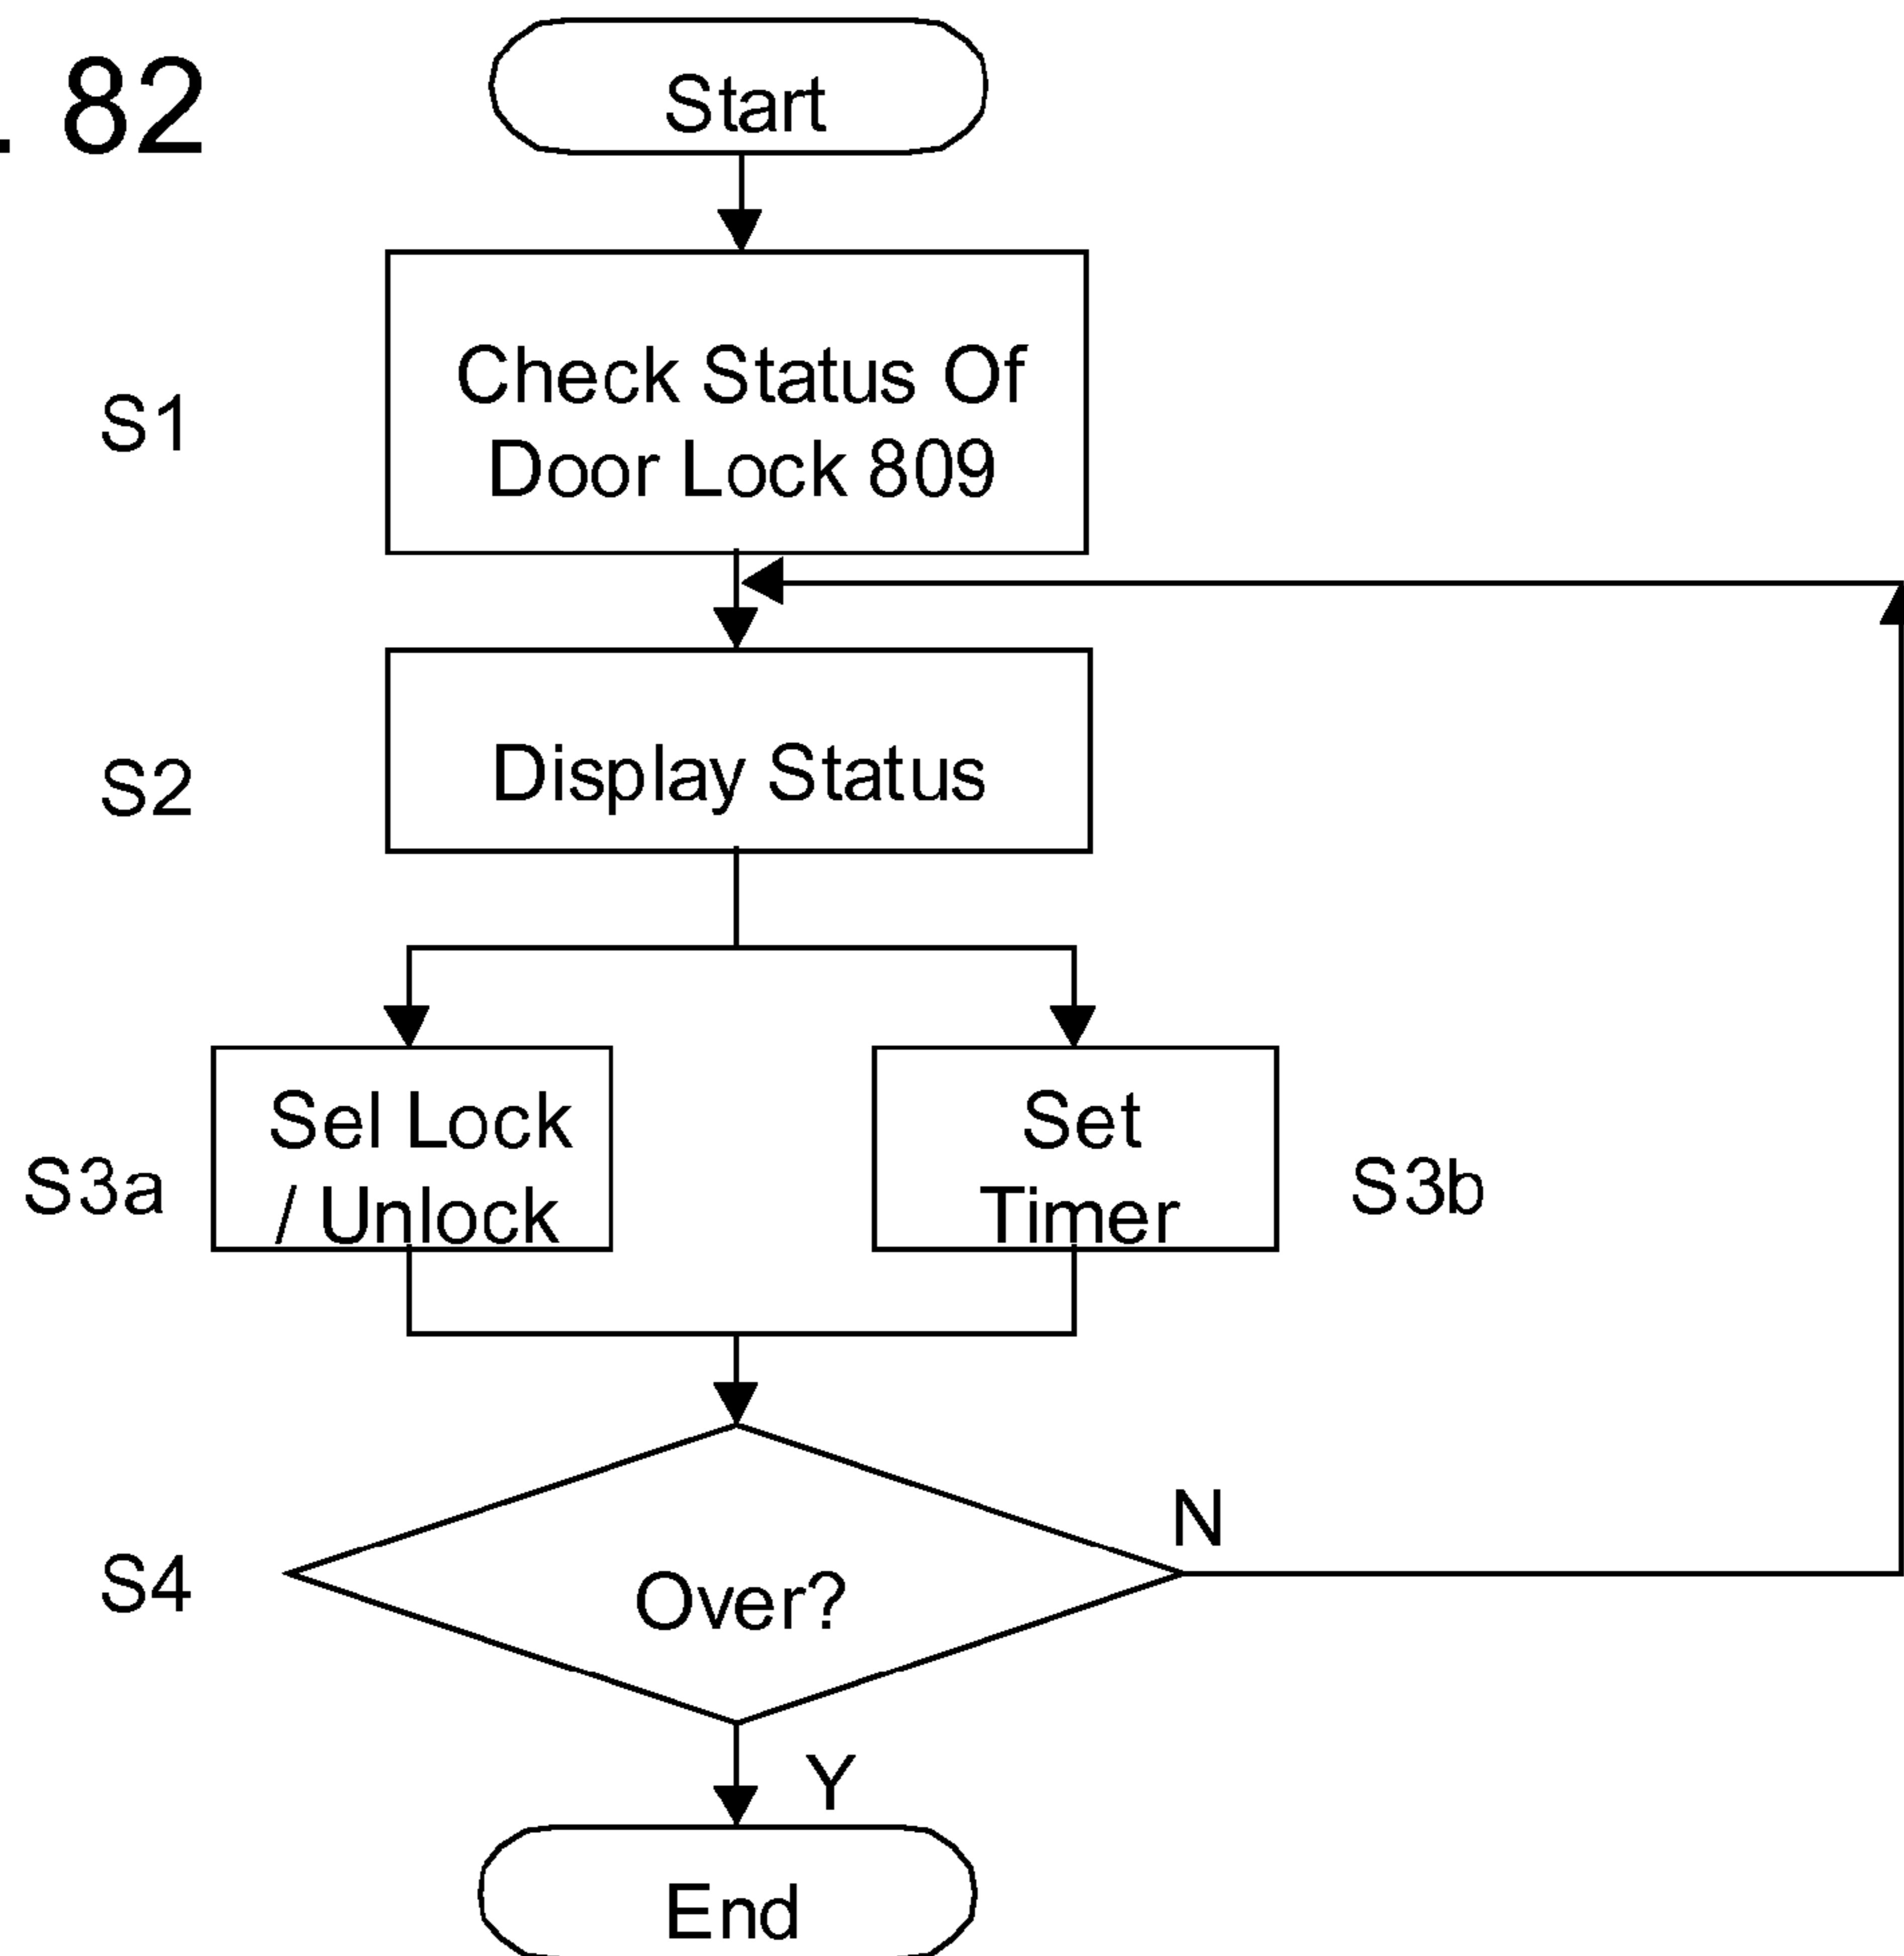 . 82
Start
S1
Check Status Of
Door Lock 809
S2
Display Status
S3a
Sel Lock
/ Unlock
Set
Timer
S3b
S4
Over?
N
Y
End